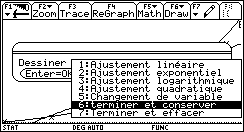 F1 F2 F3 F4 F5 F6 F7
Zoom Trace ReGraph Math Draw
Dessiner
Enter=OK
1:Ajustement linéaire
2:Ajustement exponentiel
3:Ajustement logarithmique
4:Ajustement quadratique
5:Changement de variable
6:Terminer et conserver
7:Terminer et effacer
STAT DEG AUTO FUNC